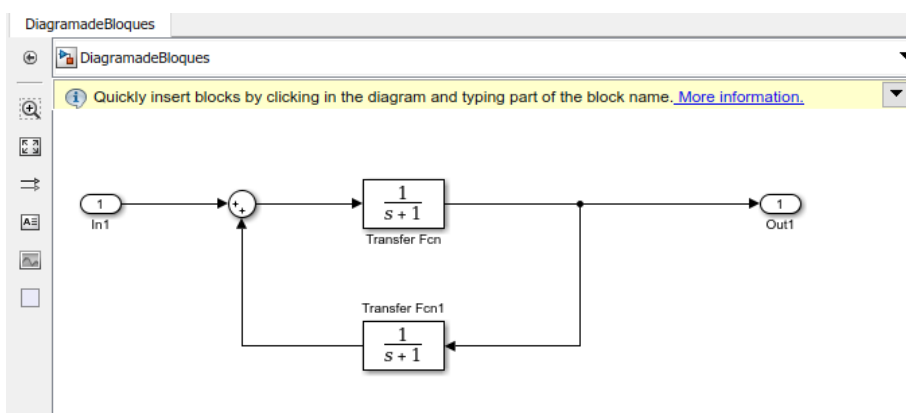 DiagramadeBloques
DiagramadeBloques
Quickly insert blocks by clicking in the diagram and typing part of the block name. More information.
1
In1
+
+
1
s + 1
Transfer Fcn
1
Out1
Transfer Fcn1
1
s + 1
A